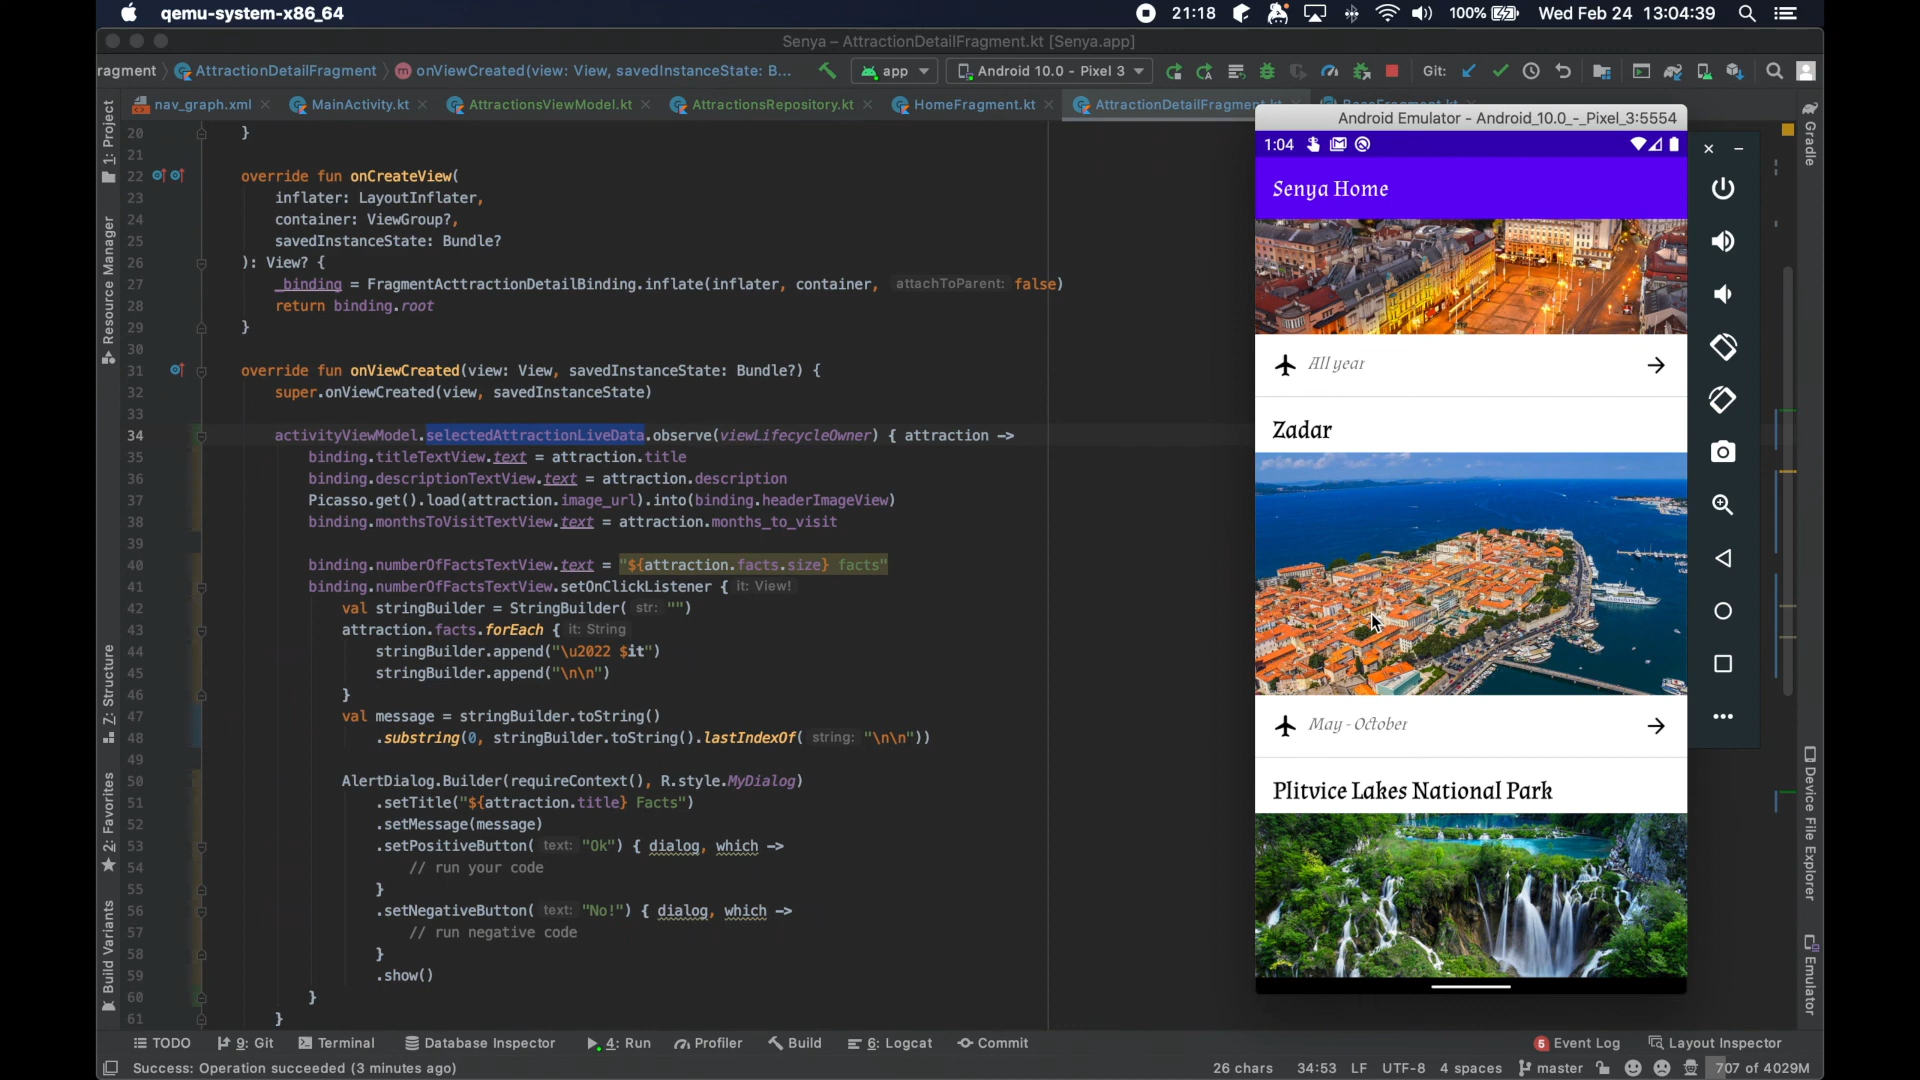 qemu-system-x86_64
21:18
100%
Wed Feb 24 13:04:39
Senya – AttractionDetailFragment.kt [Senya.app]
ragment
AttractionDetailFragment
onViewCreated(view: View, savedInstanceState: B...
app
Android 10.0 - Pixel 3
Git:
nav_graph.xml
MainActivity.kt
AttractionsViewModel.kt
AttractionsRepository.kt
HomeFragment.kt
AttractionDetailFragment.kt
BaseFragment.kt
20 }
21
22 override fun onCreateView(
23 inflater: LayoutInflater,
24 container: ViewGroup?,
25 savedInstanceState: Bundle?
26 ): View? {
27 _binding = FragmentActtractionDetailBinding.inflate(inflater, container, attachToParent: false)
28 return binding.root
29 }
30
31 override fun onViewCreated(view: View, savedInstanceState: Bundle?) {
32 super.onViewCreated(view, savedInstanceState)
33
34 activityViewModel.selectedAttractionLiveData.observe(viewLifecycleOwner) { attraction ->
35 binding.titleTextView.text = attraction.title
36 binding.descriptionTextView.text = attraction.description
37 Picasso.get().load(attraction.image_url).into(binding.headerImageView)
38 binding.monthsToVisitTextView.text = attraction.months_to_visit
39
40 binding.numberOfFactsTextView.text = "${attraction.facts.size} facts"
41 binding.numberOfFactsTextView.setOnClickListener { it: View!
42 val stringBuilder = StringBuilder( str: "")
43 attraction.facts.forEach { it: String
44 stringBuilder.append("\u2022 $it")
45 stringBuilder.append("\n\n")
46 }
47 val message = stringBuilder.toString()
48 .substring(0, stringBuilder.toString().lastIndexOf( string: "\n\n"))
49
50 AlertDialog.Builder(requireContext(), R.style.MyDialog)
51 .setTitle("${attraction.title} Facts")
52 .setMessage(message)
53 .setPositiveButton( text: "Ok") { dialog, which ->
54 // run your code
55 }
56 .setNegativeButton( text: "No!") { dialog, which ->
57 // run negative code
58 }
59 .show()
60 }
61 }
1: Project
Resource Manager
Z: Structure
2: Favorites
Build Variants
Gradle
Device File Explorer
Emulator
Android Emulator - Android_10.0_-_Pixel_3:5554
1:04
Senya Home
All year
Zadar
May - October
Plitvice Lakes National Park
TODO
9: Git
Terminal
Database Inspector
4: Run
Profiler
Build
6: Logcat
Commit
5 Event Log
Layout Inspector
Success: Operation succeeded (3 minutes ago)
26 chars
34:53
LF
UTF-8
4 spaces
master
707 of 4029M